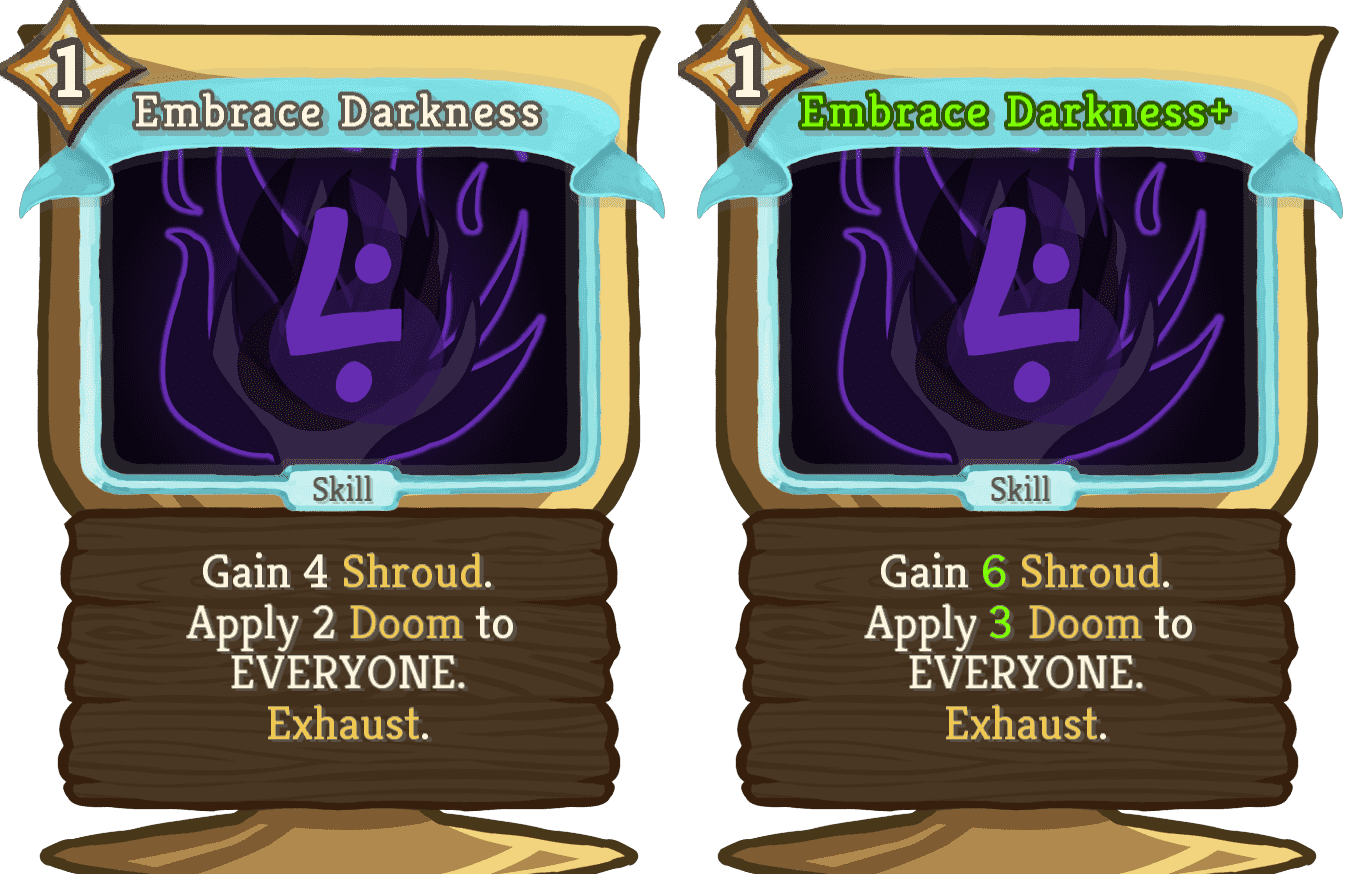 1
Embrace Darkness
Skill
Gain 4 Shroud.
Apply 2 Doom to
EVERYONE.
Exhaust.
1
Embrace Darkness+
Skill
Gain 6 Shroud.
Apply 3 Doom to
EVERYONE.
Exhaust.